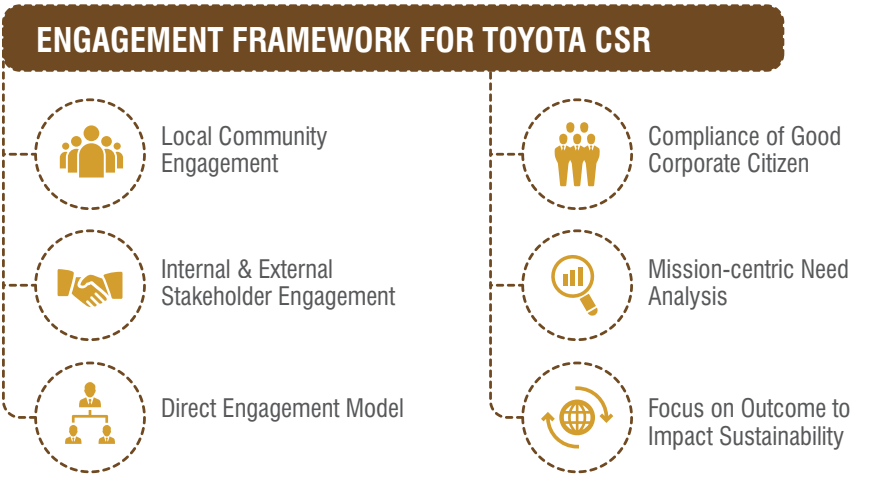 ENGAGEMENT FRAMEWORK FOR TOYOTA CSR
Local Community
Engagement
Internal & External
Stakeholder Engagement
Direct Engagement Model
Compliance of Good
Corporate Citizen
Mission-centric Need
Analysis
Focus on Outcome to
Impact Sustainability